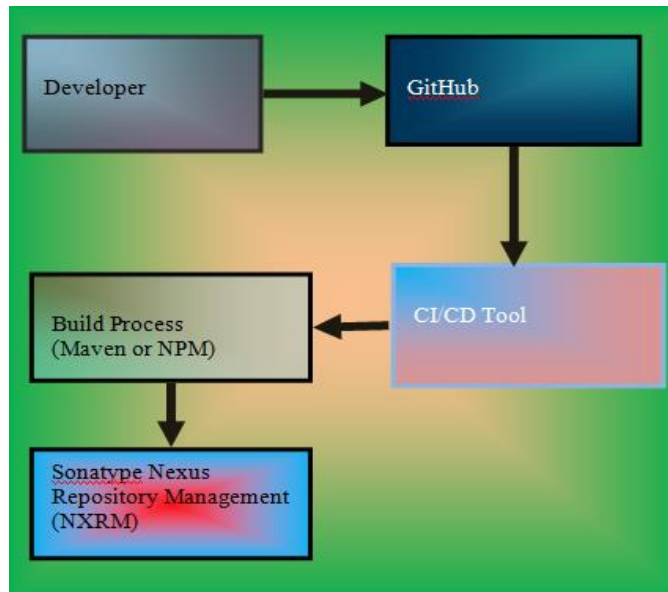 Developer
GitHub
CI/CD Tool
Build Process
(Maven or NPM)
Sonatype Nexus
Repository Management
(NXRM)